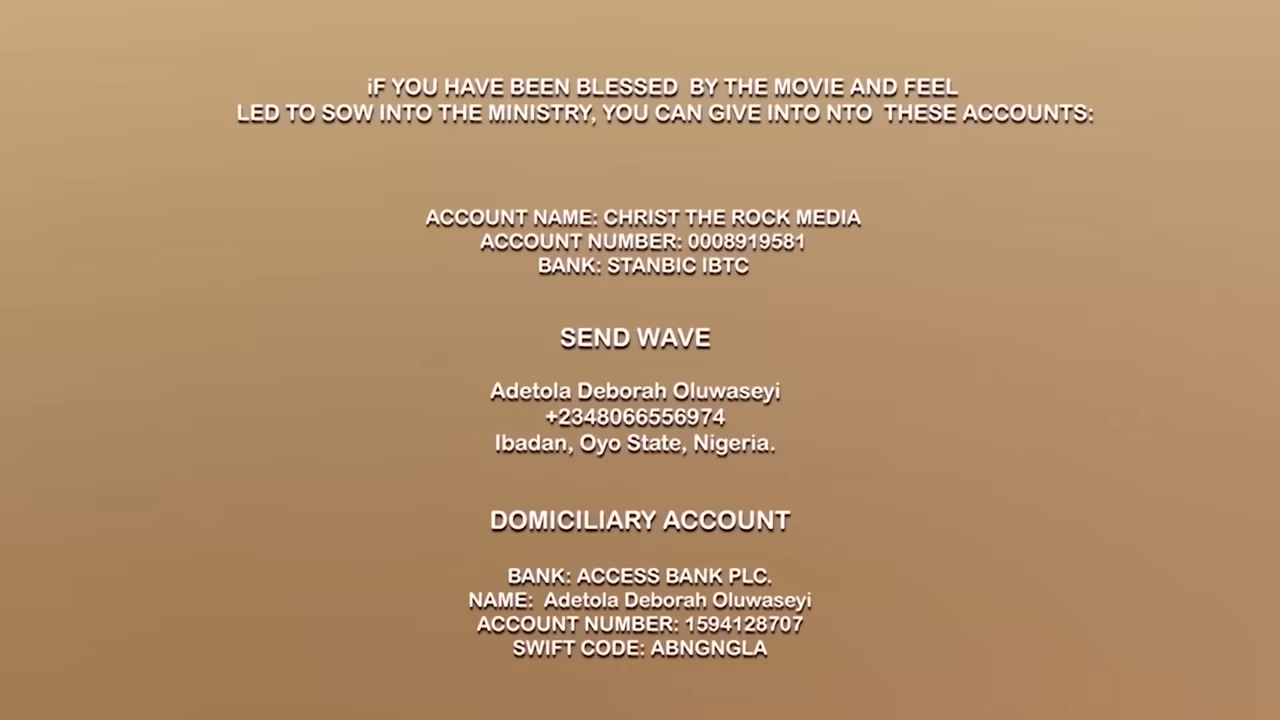 iF YOU HAVE BEEN BLESSED BY THE MOVIE AND FEEL
LED TO SOW INTO THE MINISTRY, YOU CAN GIVE INTO NTO THESE ACCOUNTS:
ACCOUNT NAME: CHRIST THE ROCK MEDIA
ACCOUNT NUMBER: 0008919581
BANK: STANBIC IBTC
SEND WAVE
Adetola Deborah Oluwaseyi
+2348066556974
Ibadan, Oyo State, Nigeria.
DOMICILIARY ACCOUNT
BANK: ACCESS BANK PLC.
NAME: Adetola Deborah Oluwaseyi
ACCOUNT NUMBER: 1594128707
SWIFT CODE: ABNGNGLA